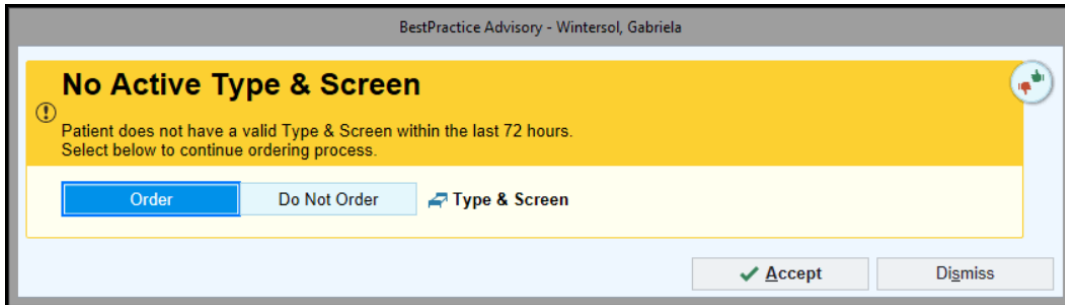 BestPractice Advisory - Wintersol, Gabriela
No Active Type & Screen
Patient does not have a valid Type & Screen within the last 72 hours.
Select below to continue ordering process.
Order Do Not Order Type & Screen
Accept Dismiss